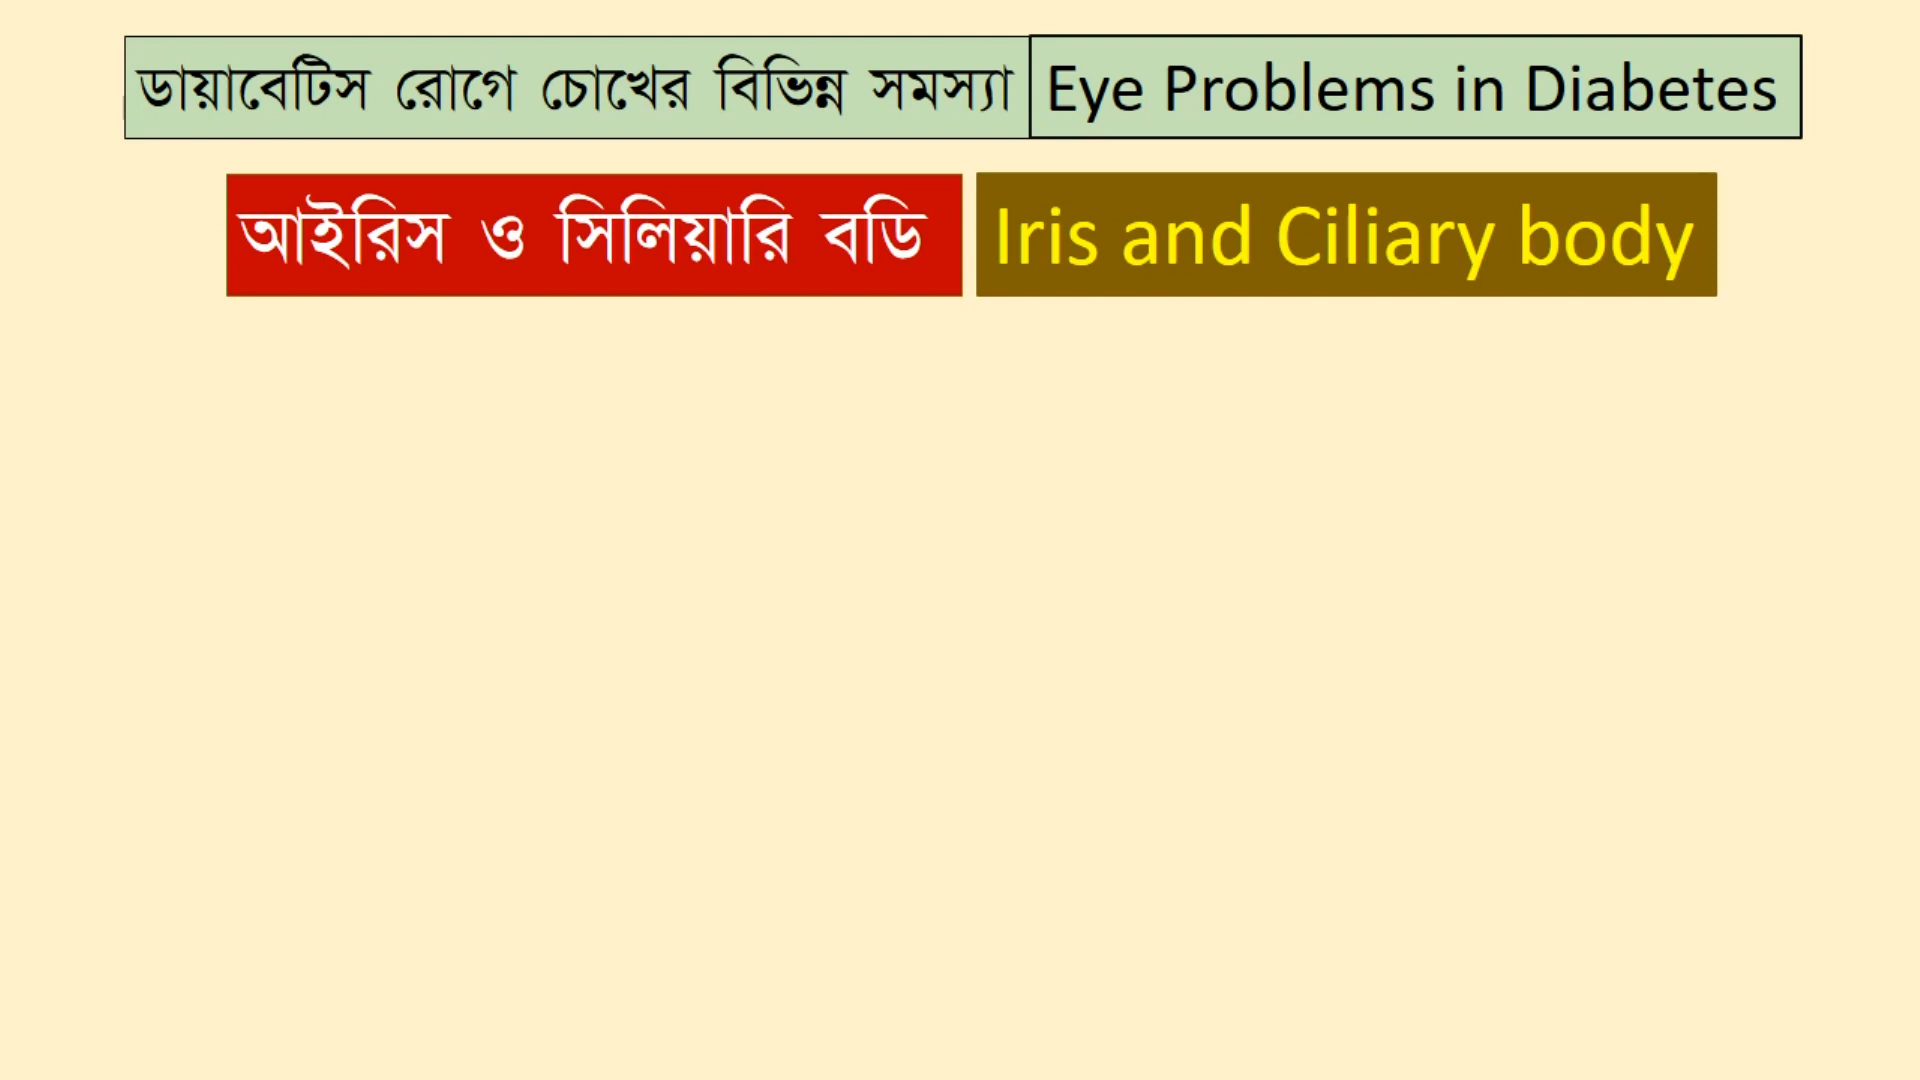 ডায়াবেটিস রোগে চোখের বিভিন্ন সমস্যা Eye Problems in Diabetes
আইরিস ও সিলিয়ারি বডি Iris and Ciliary body